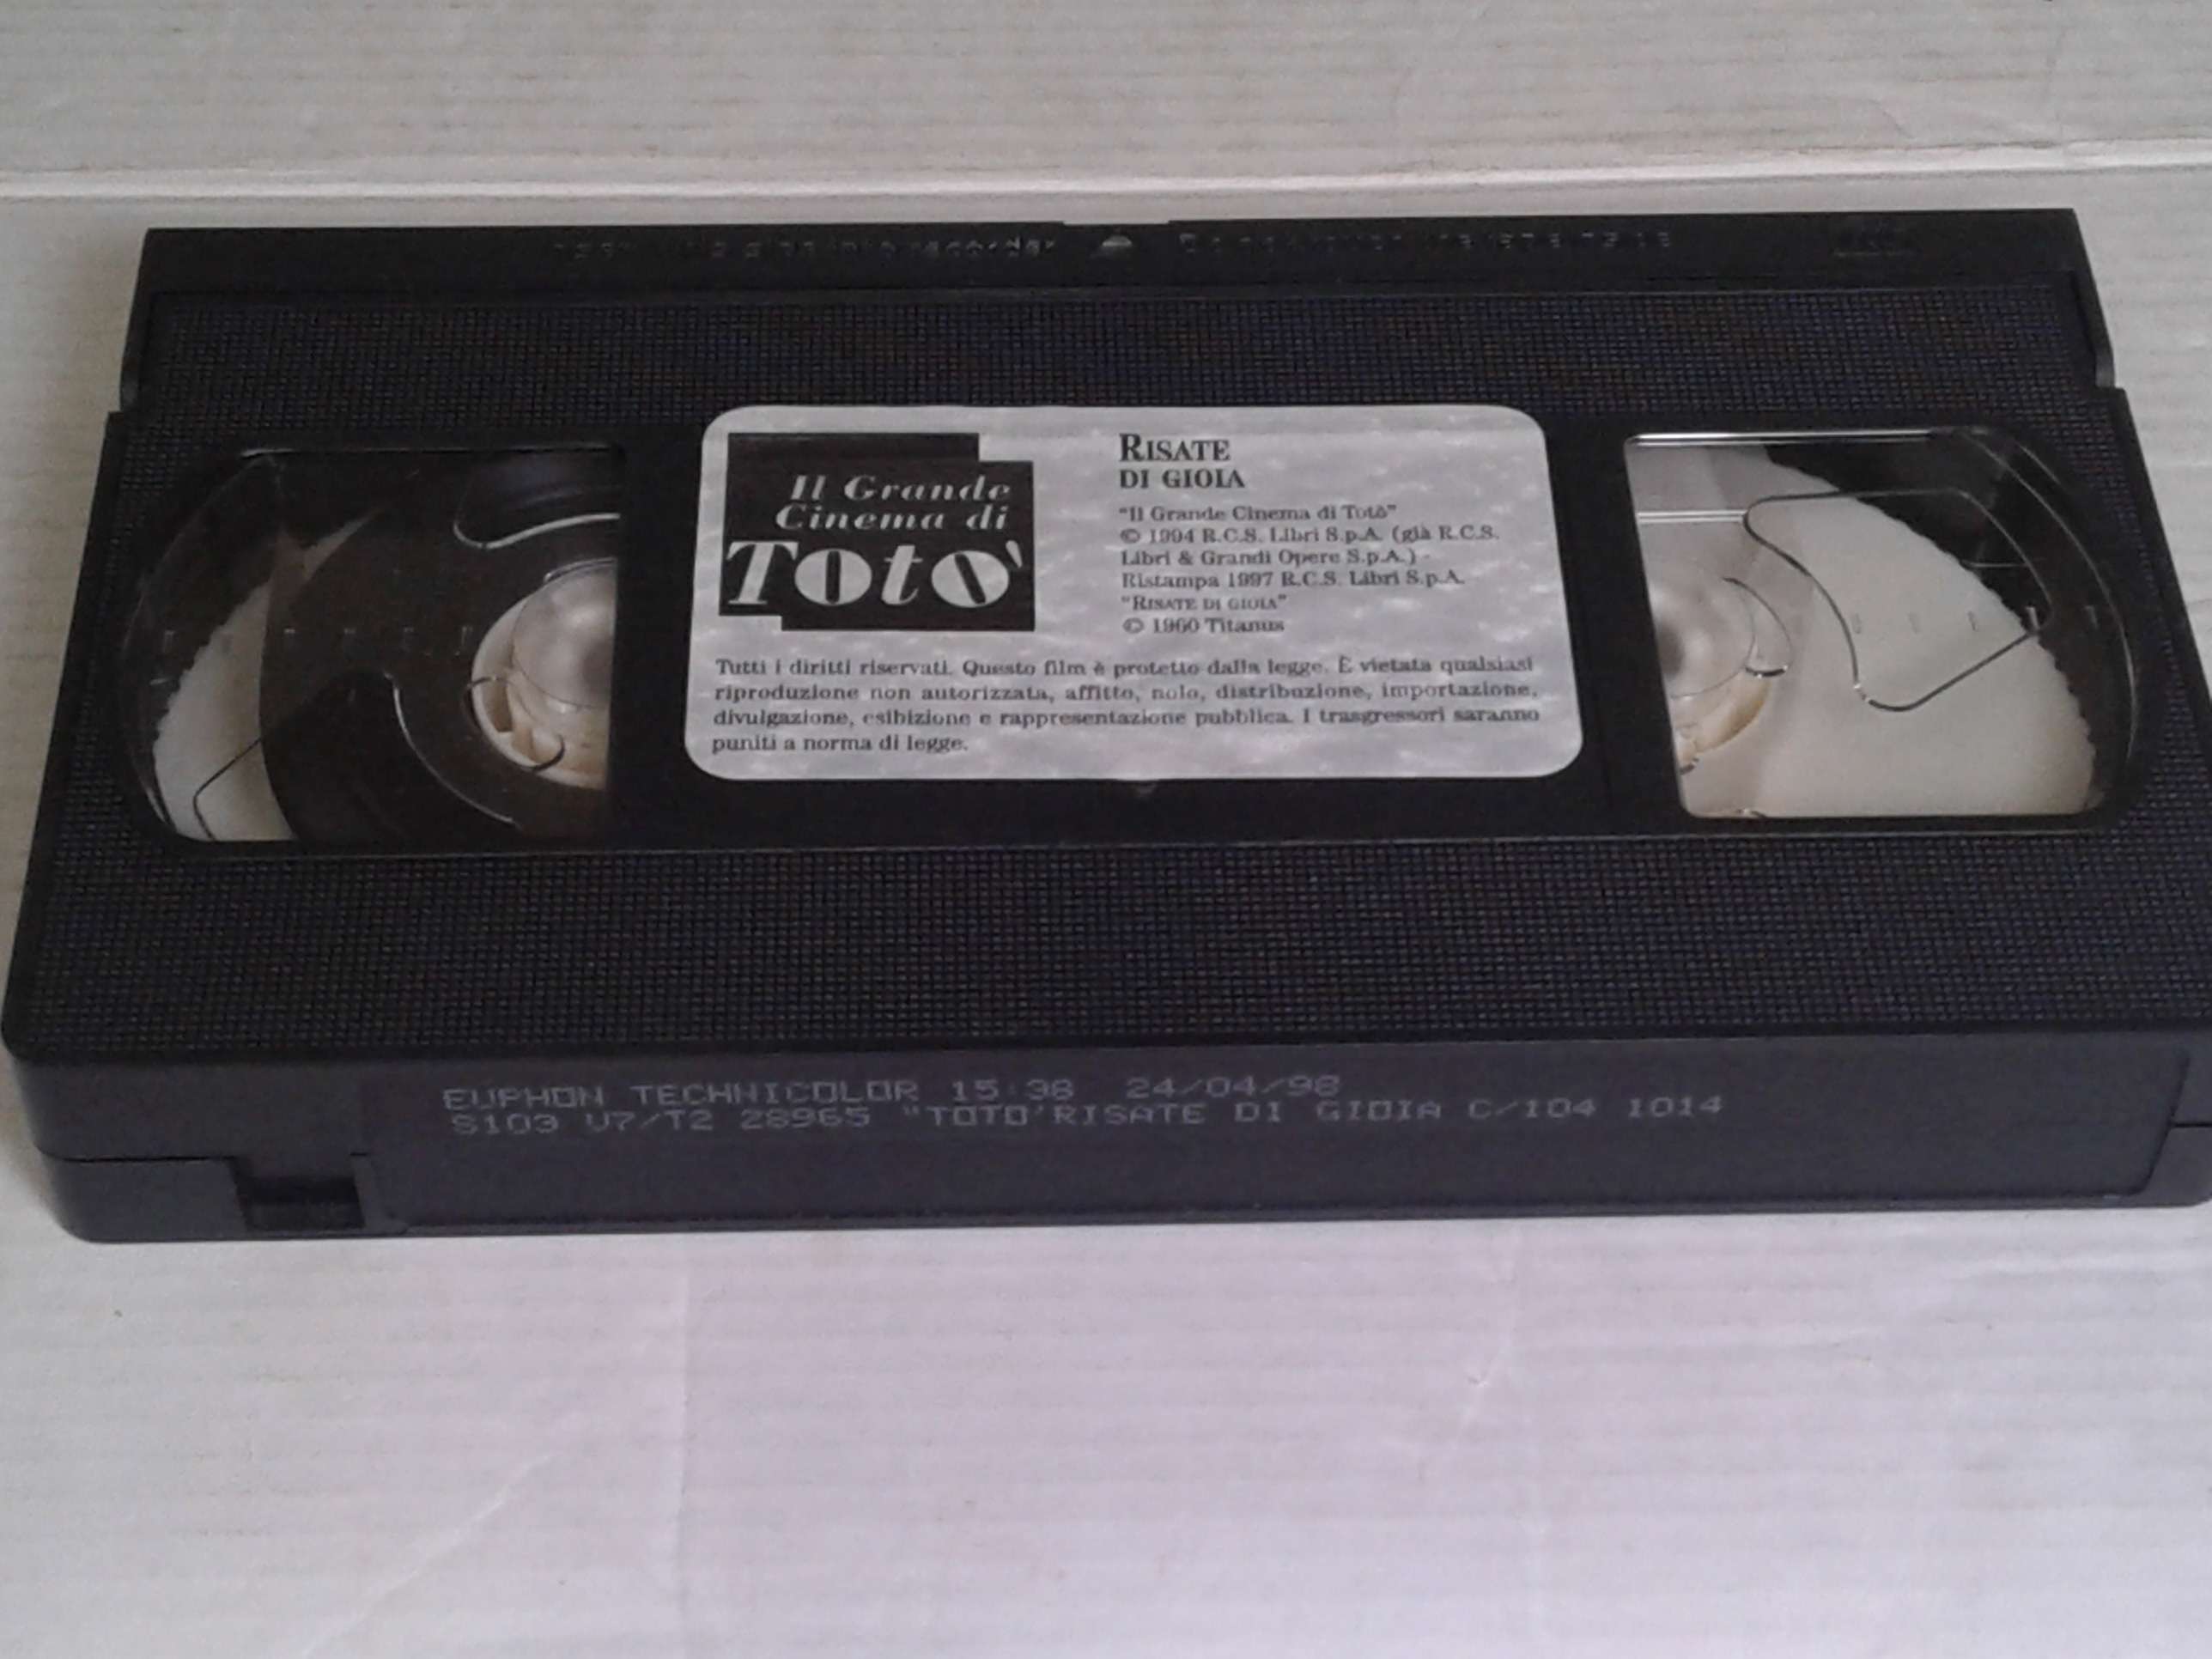 recorder
Il Grande
Cinema di
Totò
RISATE
DI GIOIA
"Il Grande Cinema di Totò"
© 1994 R.C.S. Libri S.p.A. (già R.C.S.
Libri & Grandi Opere S.p.A.) -
Ristampa 1997 R.C.S. Libri S.p.A.
"RISATE DI GIOIA"
© 1960 Titanus
Tutti i diritti riservati. Questo film è protetto dalla legge. È vietata qualsiasi
riproduzione non autorizzata, affitto, nolo, distribuzione, importazione,
divulgazione, esibizione e rappresentazione pubblica. I trasgressori saranno
puniti a norma di legge.
EUPHON TECHNICOLOR 15:38 24/04/98
S103 V7/T2 28965 "TOTO'RISATE DI GIOIA C/104 1014